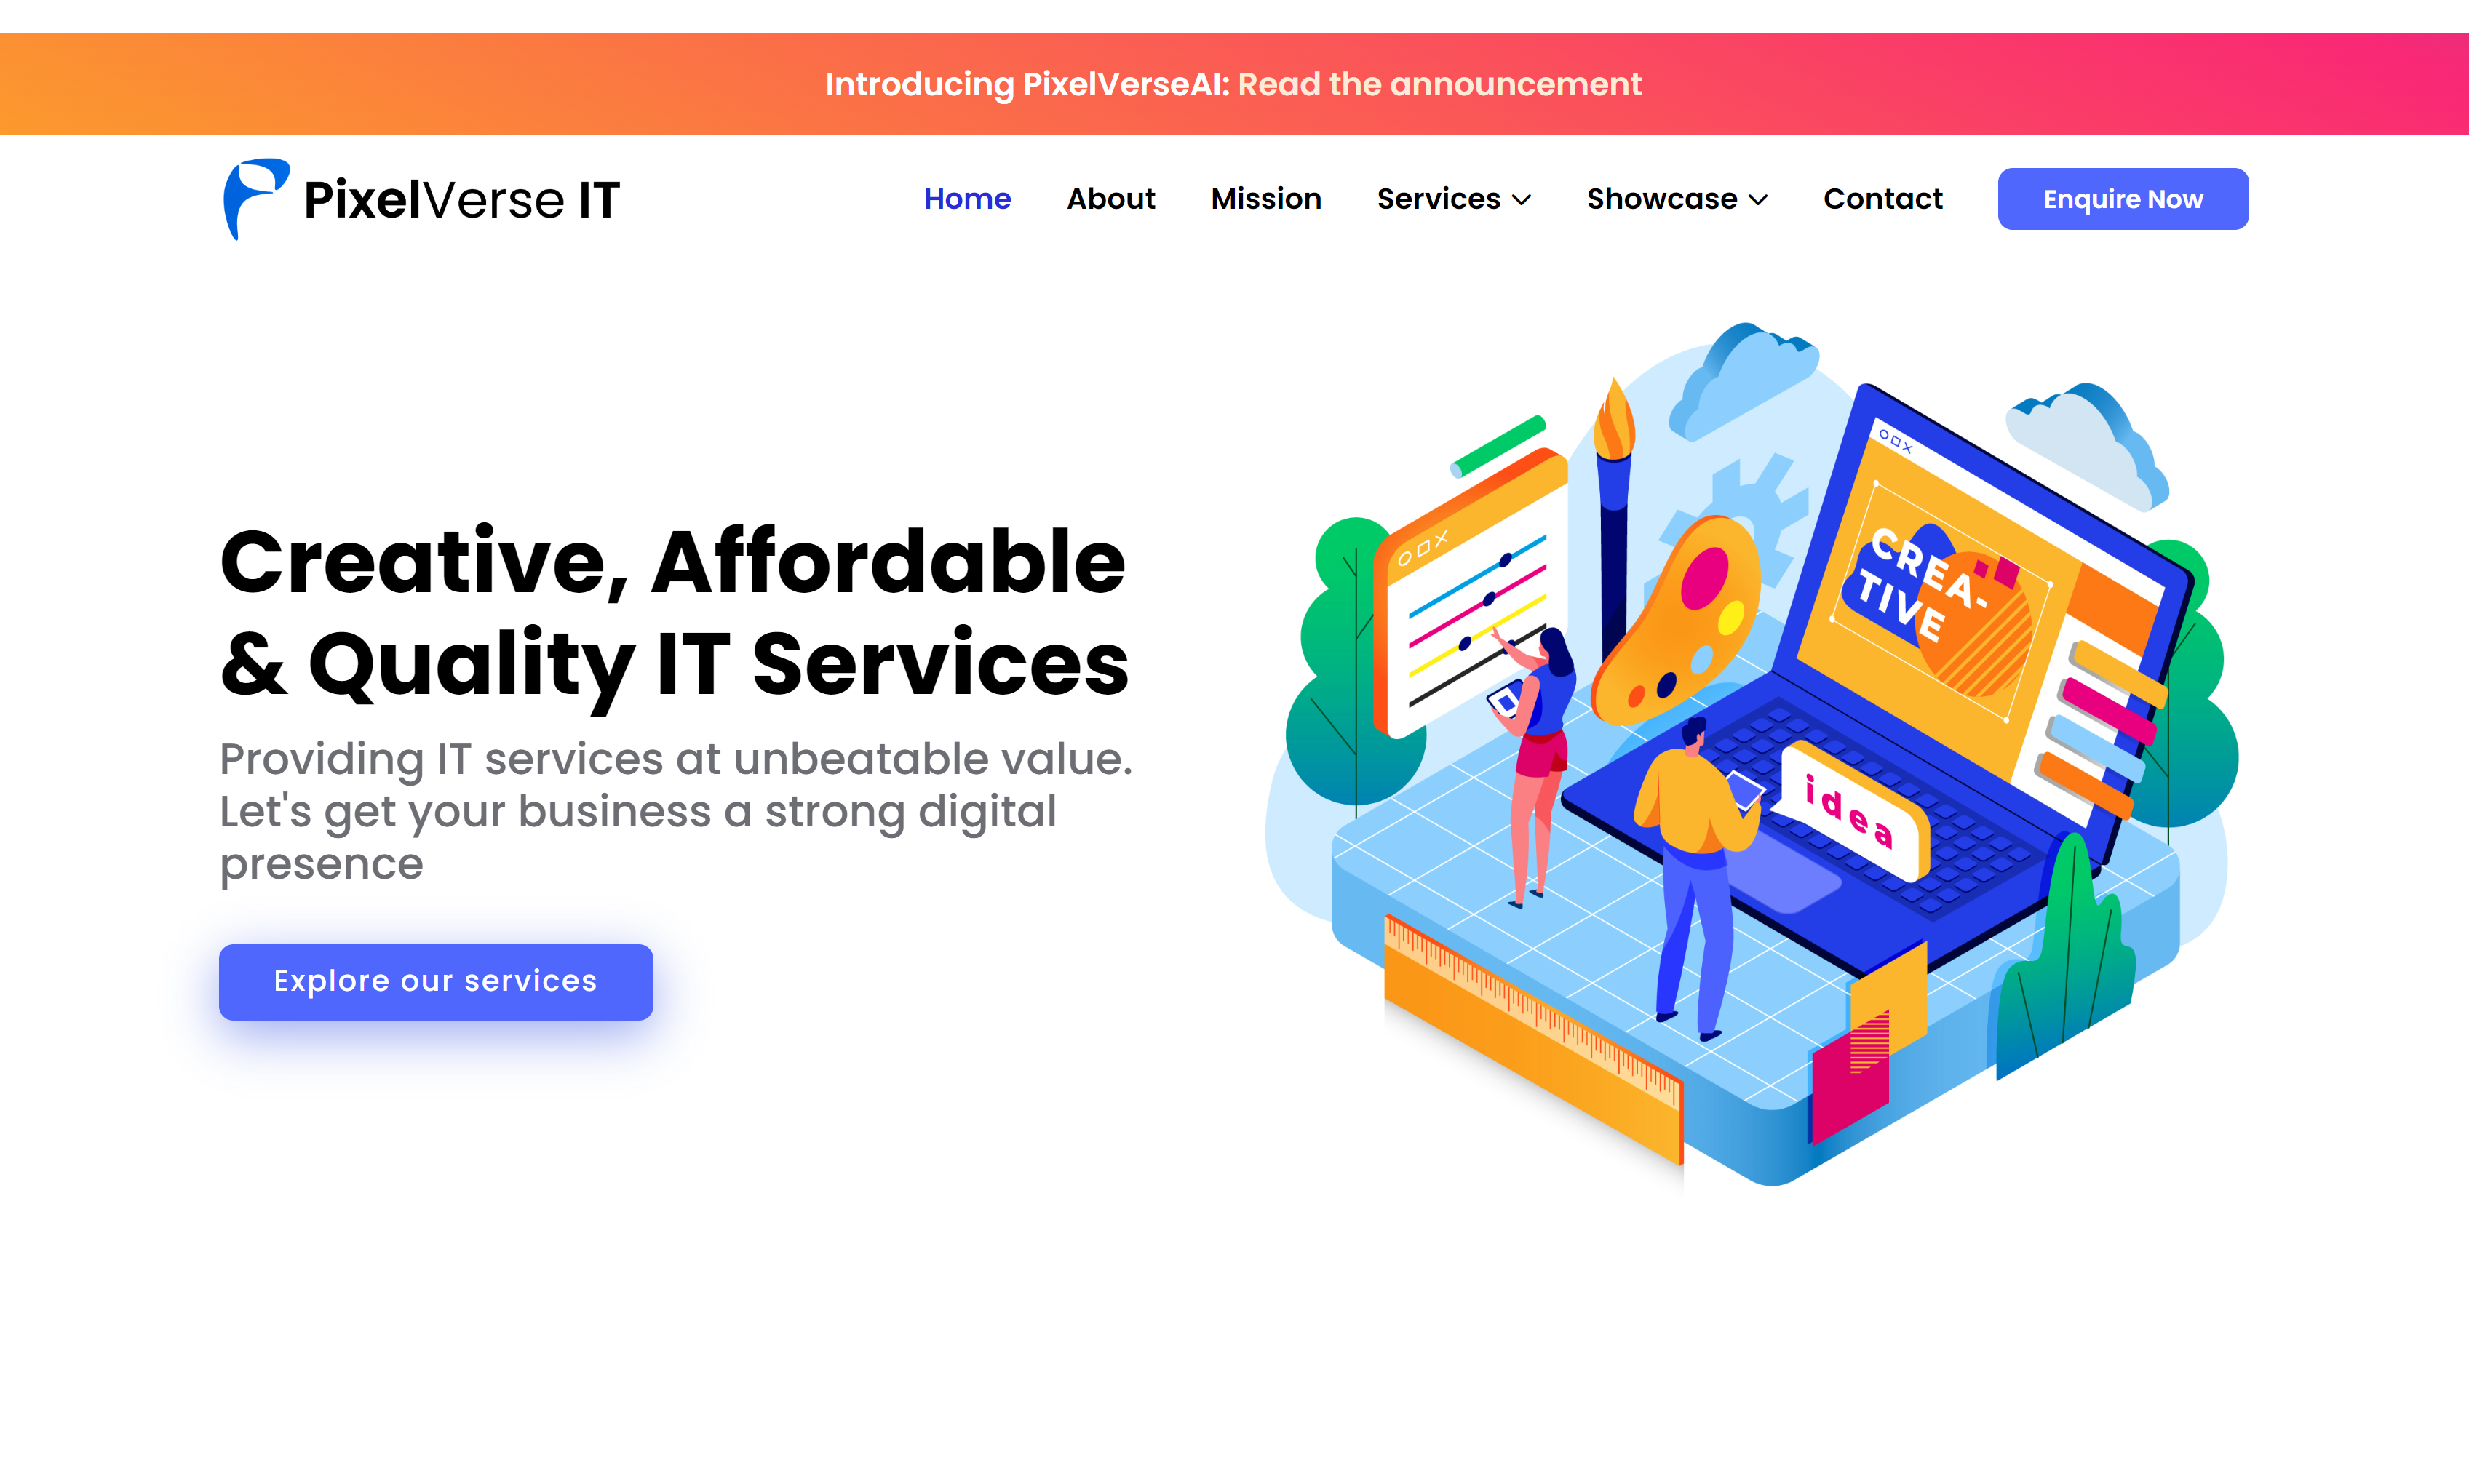 Introducing PixelVerseAI: Read the announcement
PixelVerse IT
Home About Mission Services Showcase Contact Enquire Now
Creative, Affordable
& Quality IT Services
Providing IT services at unbeatable value.
Let's get your business a strong digital
presence
Explore our services
CREA-
TIVE
idea